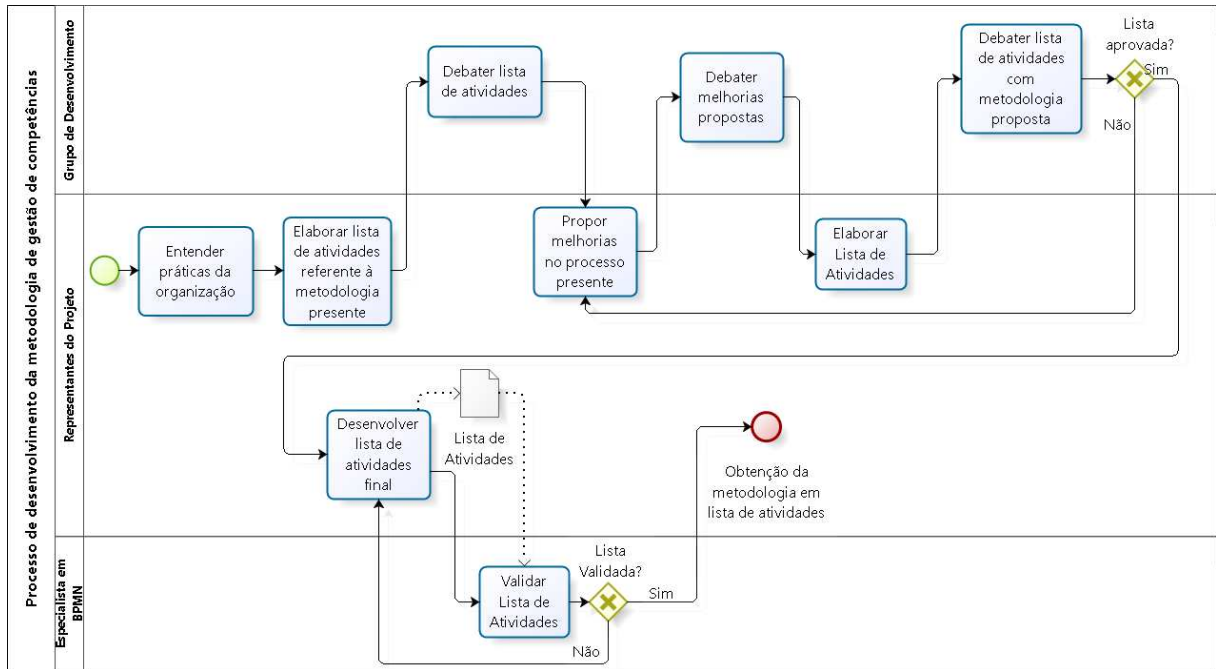 Processo de desenvolvimento da metodologia de gestão de competências
Grupo de Desenvolvimento
Debater lista
de atividades
Debater
melhorias
propostas
Debater lista
de atividades
com
metodologia
proposta
Lista
aprovada?
Sim
Não
Representantes do Projeto
Entender
práticas da
organização
Elaborar lista
de atividades
referente à
metodologia
presente
Propor
melhorias
no processo
presente
Elaborar
Lista de
Atividades
Desenvolver
lista de
atividades
final
Lista de
Atividades
Obtenção da
metodologia em
lista de atividades
Especialista em
BPMN
Validar
Lista de
Atividades
Lista
Validada?
Sim
Não